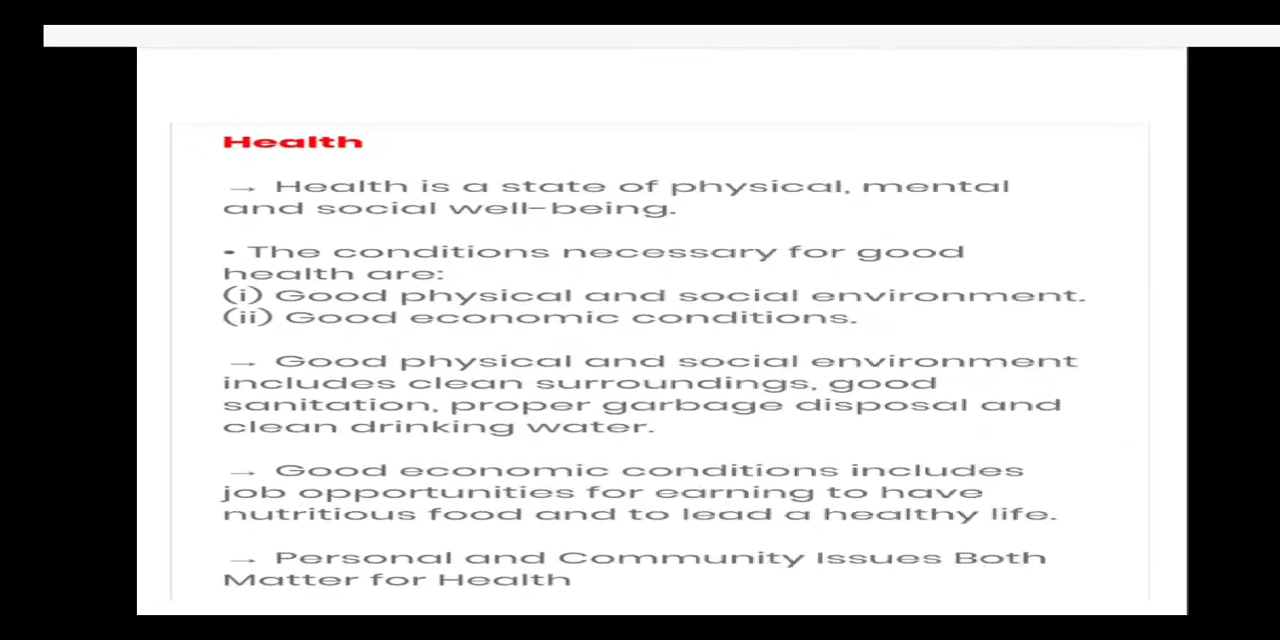 Health
→ Health is a state of physical, mental
and social well-being.
• The conditions necessary for good
health are:
(i) Good physical and social environment.
(ii) Good economic conditions.
→ Good physical and social environment
includes clean surroundings, good
sanitation, proper garbage disposal and
clean drinking water.
→ Good economic conditions includes
job opportunities for earning to have
nutritious food and to lead a healthy life.
→ Personal and Community Issues Both
Matter for Health